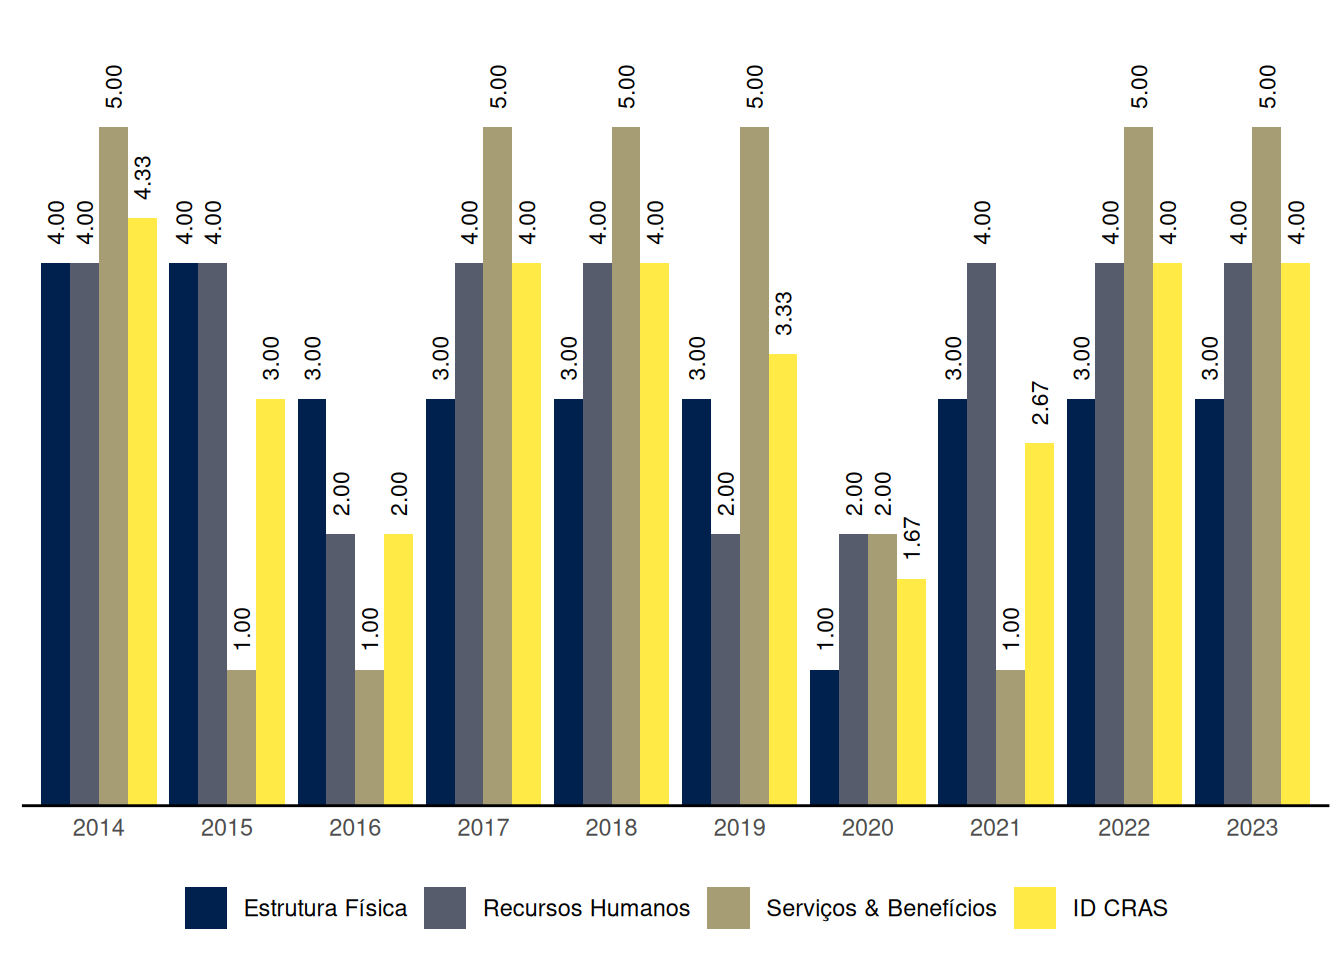 4.00 4.00 5.00 4.33
4.00 4.00 1.00 3.00
3.00 2.00 1.00 2.00
3.00 4.00 5.00 4.00
3.00 4.00 5.00 4.00
3.00 2.00 5.00 3.33
1.00 2.00 2.00 1.67
3.00 4.00 1.00 2.67
3.00 4.00 5.00 4.00
3.00 4.00 5.00 4.00
2014 2015 2016 2017 2018 2019 2020 2021 2022 2023
Estrutura Física Recursos Humanos Serviços & Benefícios ID CRAS